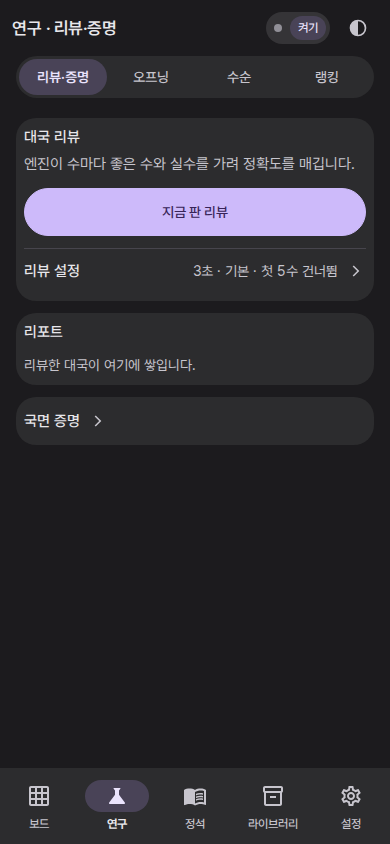 연구 · 리뷰·증명
켜기
리뷰·증명
오프닝
수순
랭킹
대국 리뷰
엔진이 수마다 좋은 수와 실수를 가려 정확도를 매깁니다.
지금 판 리뷰
리뷰 설정
3초 · 기본 · 첫 5수 건너뜀
리포트
리뷰한 대국이 여기에 쌓입니다.
국면 증명
보드
연구
정석
라이브러리
설정